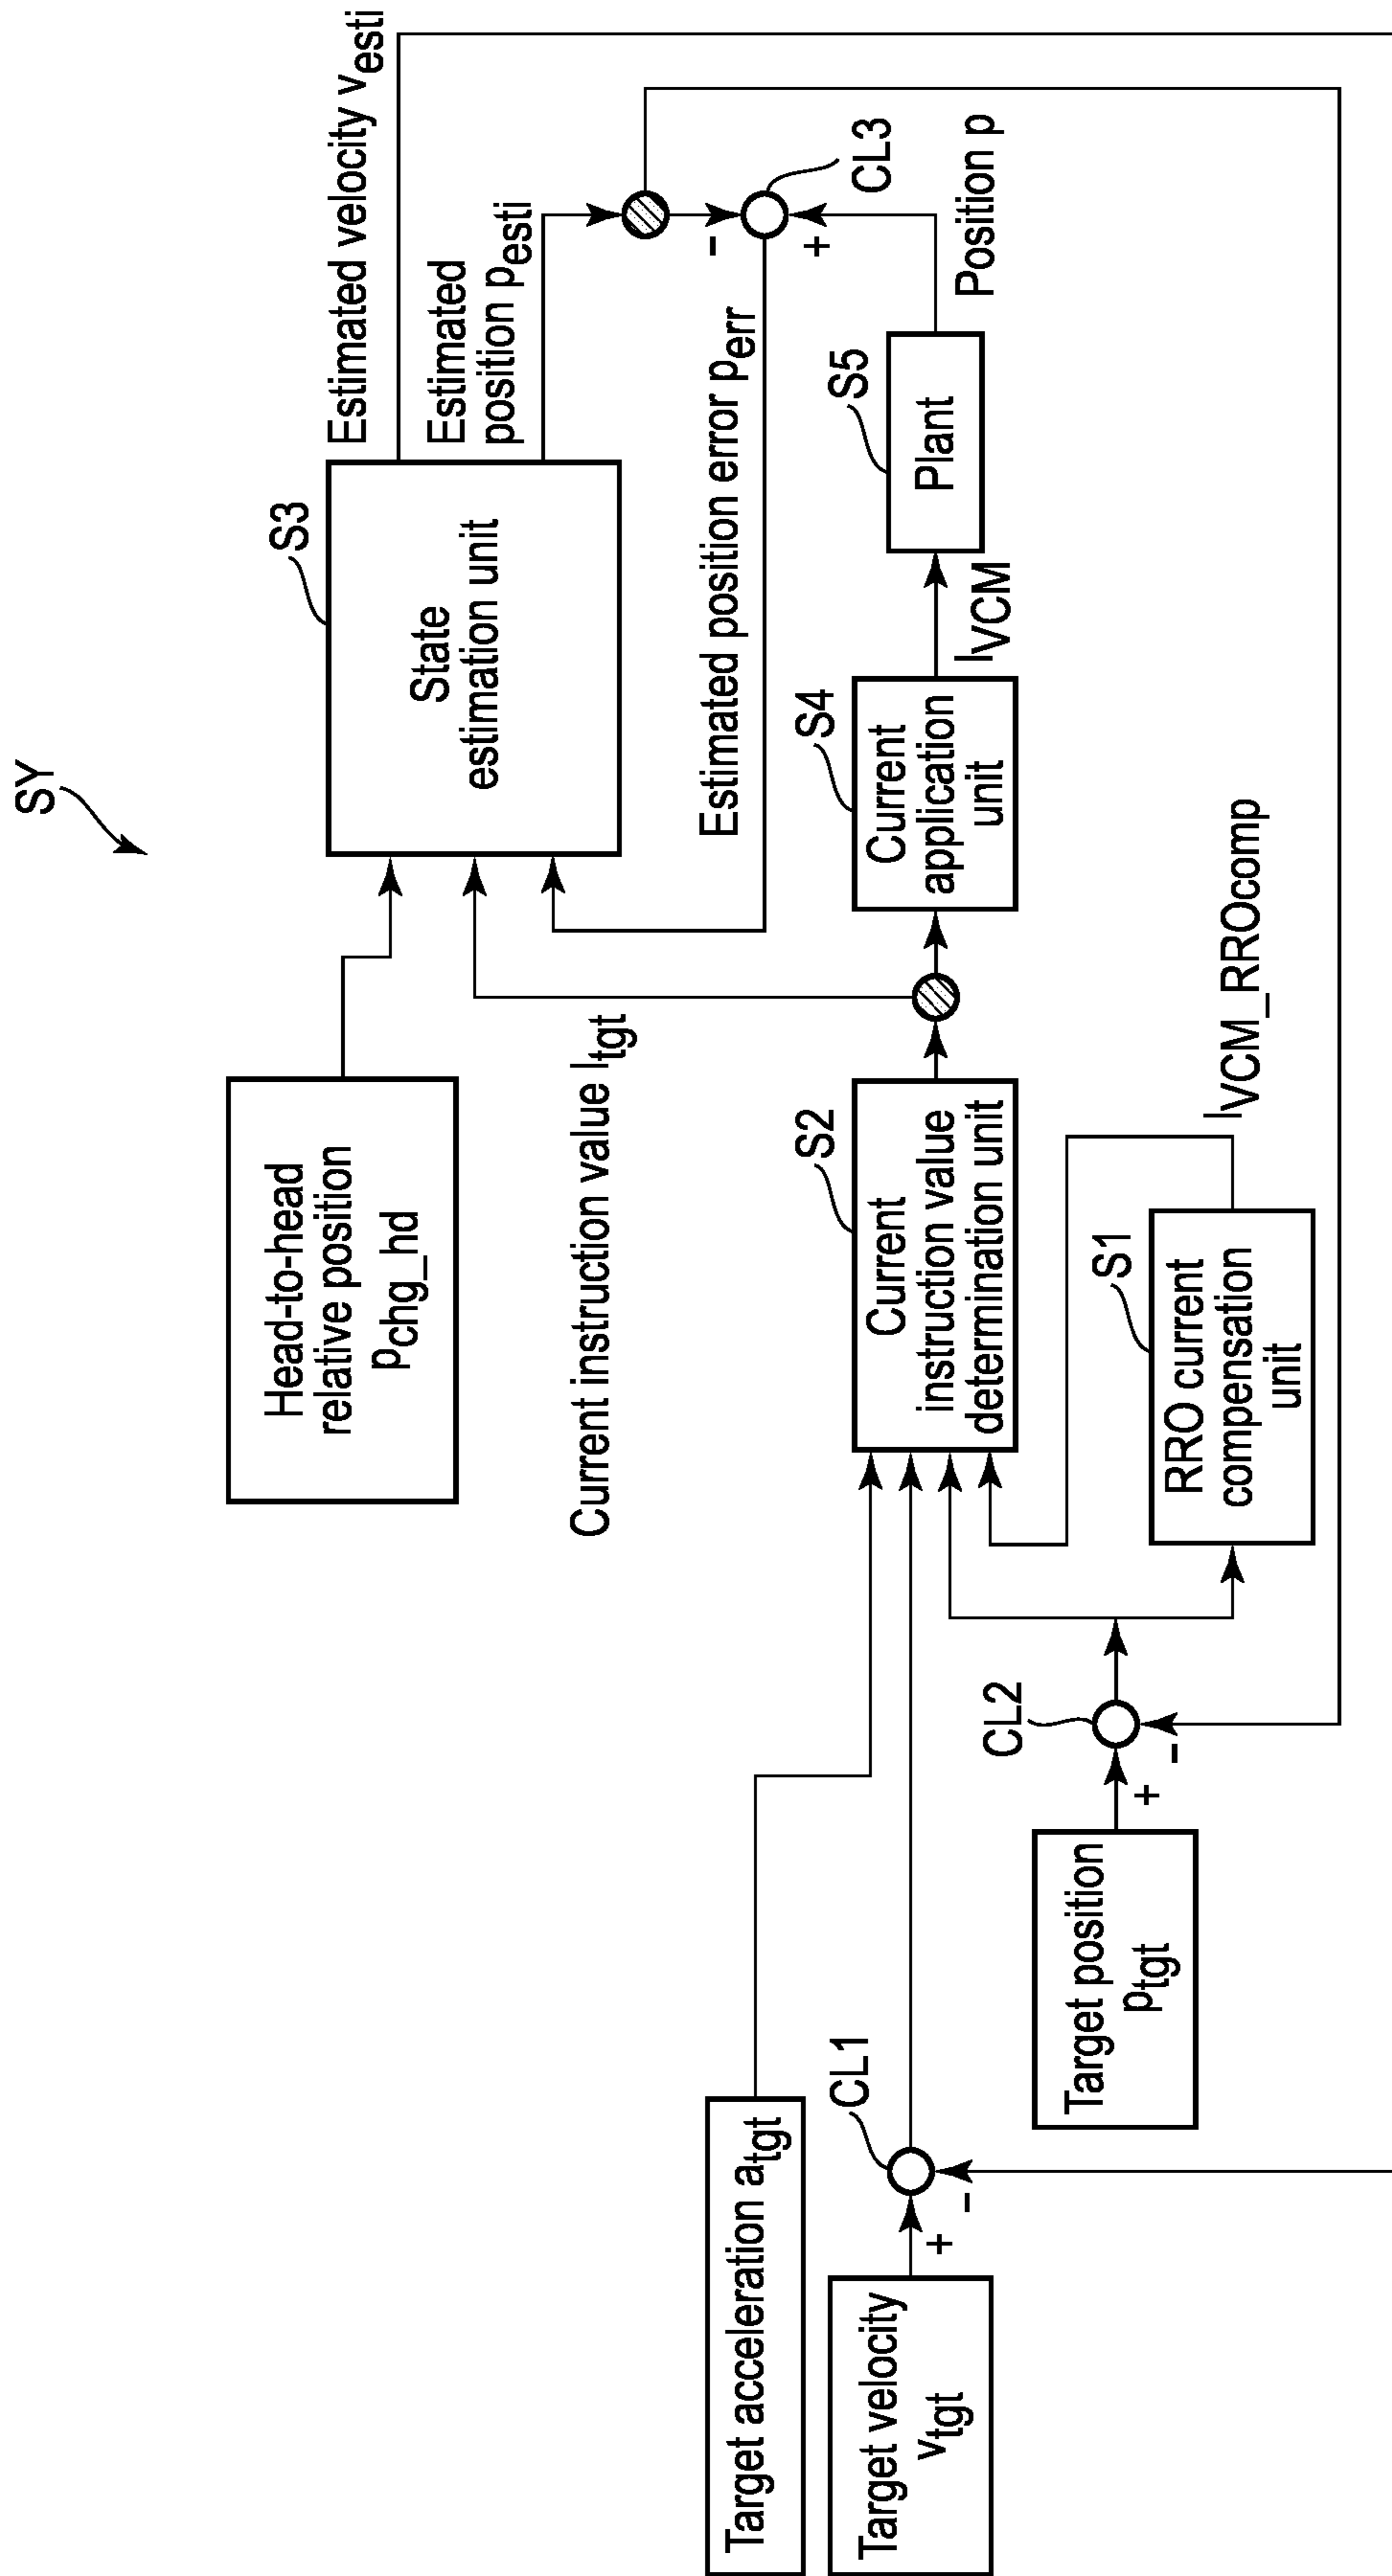 SY
Head-to-head
relative position
pchg_hd
S3
State
estimation unit
Estimated velocity vesti
Estimated
position pesti
Current instruction value Itgt
Estimated position error perr
-
+
CL3
Position p
Target acceleration atgt
Target velocity
vtgt
+
-
CL1
S2
Current
instruction value
determination unit
S4
Current
application
unit
IVCM
S5
Plant
Target position
ptgt
+
-
CL2
S1
RRO current
compensation
unit
IVCM_RROcomp